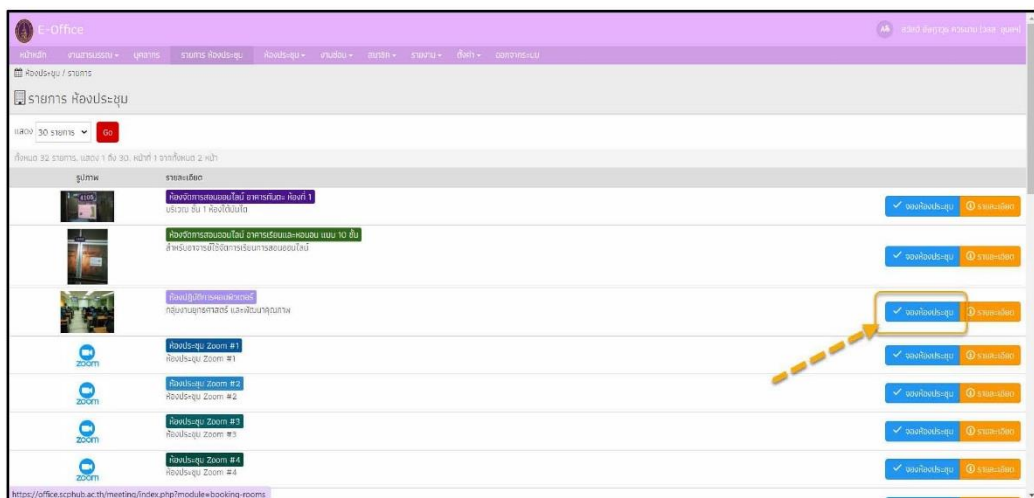 E-Office
หน้าหลัก งานสารบรรณ บุคลากร รายการ ห้องประชุม ห้องประชุม งานซ่อม สมาชิก รายงาน ตั้งค่า ออกจากระบบ
ห้องประชุม / รายการ
รายการ ห้องประชุม
แสดง 30 รายการ Go
ทั้งหมด 32 รายการ, แสดง 1 ถึง 30, หน้าที่ 1 จากทั้งหมด 2 หน้า
รูปภาพ รายละเอียด
ห้องจัดการสอนออนไลน์ อาคารทันตะ ห้องที่ 1
บริเวณ ชั้น 1 ห้องใต้บันได
จองห้องประชุม รายละเอียด
ห้องจัดการสอนออนไลน์ อาคารเรียนและหอนอน แบบ 10 ชั้น
สำหรับอาจารย์ใช้จัดการเรียนการสอนออนไลน์
จองห้องประชุม รายละเอียด
ห้องปฏิบัติการคอมพิวเตอร์
กลุ่มงานยุทธศาสตร์ และพัฒนาคุณภาพ
จองห้องประชุม รายละเอียด
zoom
ห้องประชุม Zoom #1
ห้องประชุม Zoom #1
จองห้องประชุม รายละเอียด
zoom
ห้องประชุม Zoom #2
ห้องประชุม Zoom #2
จองห้องประชุม รายละเอียด
zoom
ห้องประชุม Zoom #3
ห้องประชุม Zoom #3
จองห้องประชุม รายละเอียด
zoom
ห้องประชุม Zoom #4
ห้องประชุม Zoom #4
จองห้องประชุม รายละเอียด
https://office.scphub.ac.th/meeting/index.php?module=booking-rooms